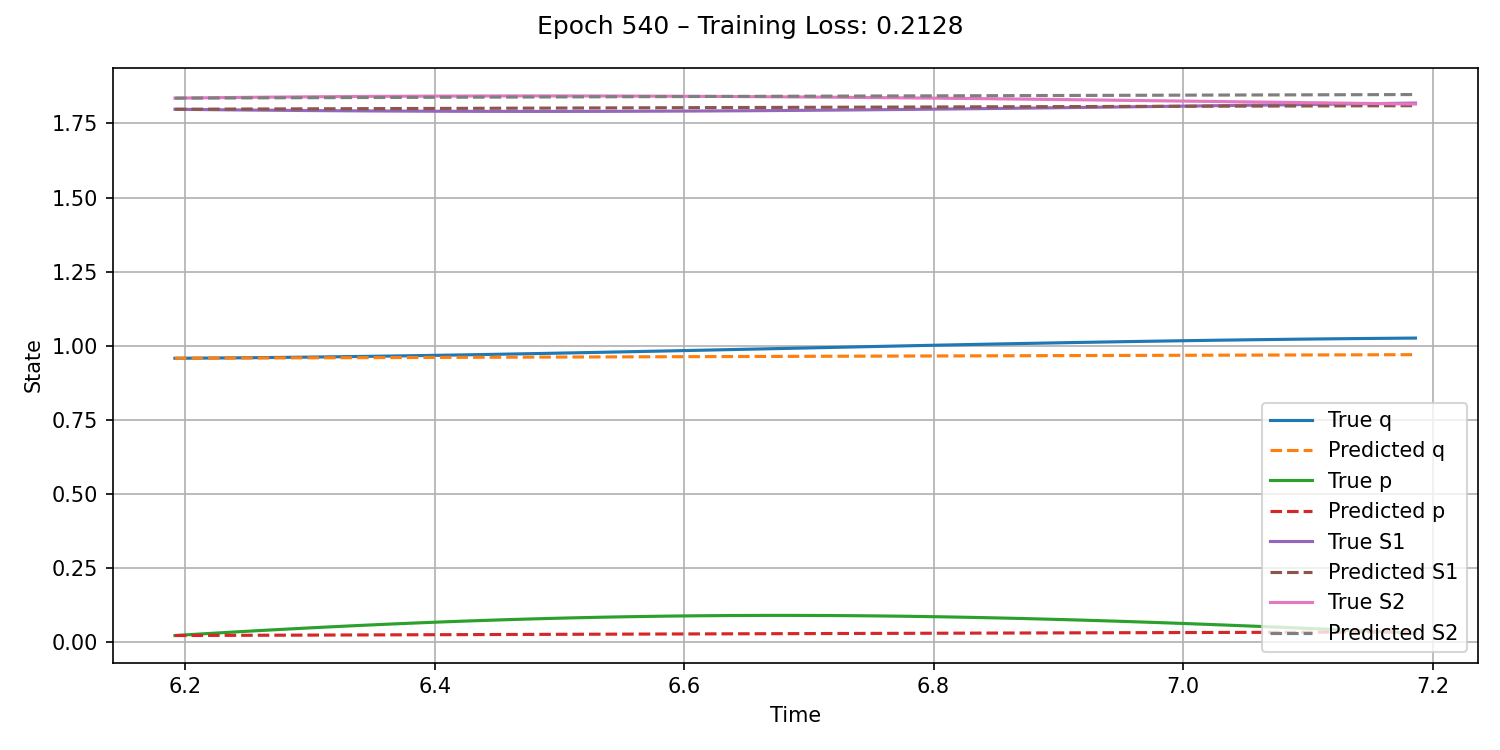 Epoch 540 – Training Loss: 0.2128
State
1.75
1.50
1.25
1.00
0.75
0.50
0.25
0.00
True q
Predicted q
True p
Predicted p
True S1
Predicted S1
True S2
Predicted S2
6.2 6.4 6.6 6.8 7.0 7.2
Time